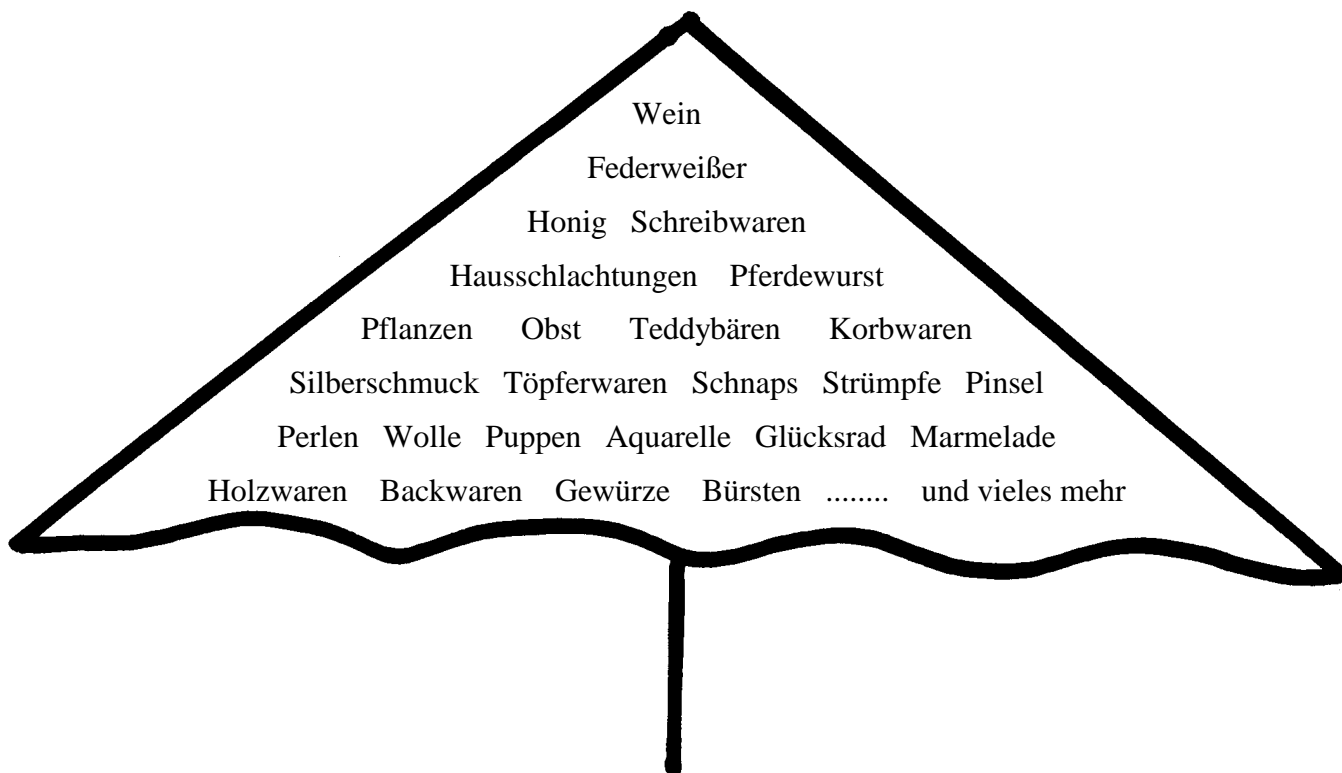 Wein
Federweißer
Honig Schreibwaren
Hausschlachtungen Pferdewurst
Pflanzen Obst Teddybären Korbwaren
Silberschmuck Töpferwaren Schnaps Strümpfe Pinsel
Perlen Wolle Puppen Aquarelle Glücksrad Marmelade
Holzwaren Backwaren Gewürze Bürsten ........ und vieles mehr